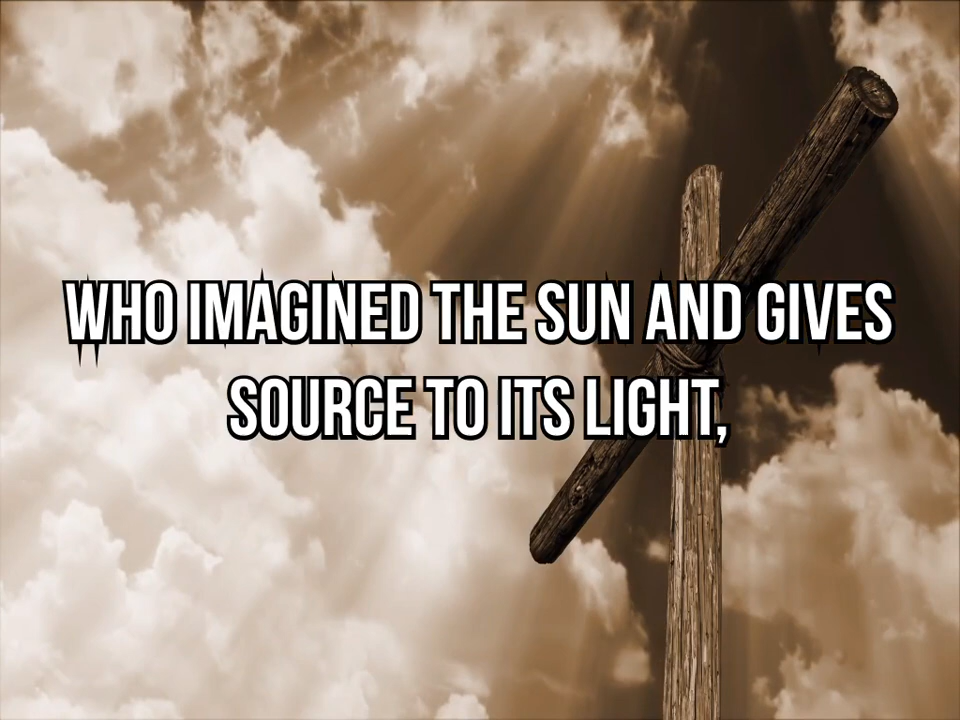 WHO IMAGINED THE SUN AND GIVES
SOURCE TO ITS LIGHT,